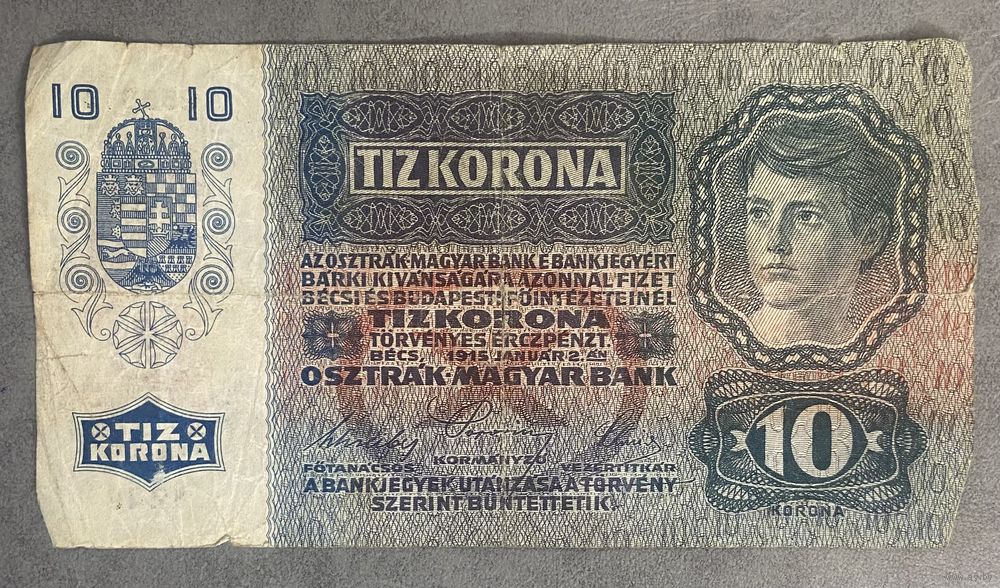 10 10
TIZ KORONA
AZ OSZTRÁK-MAGYAR BANK E BANKJEGYÉRT
BÁRKI KÍVÁNSÁGÁRA AZONNAL FIZET
BÉCSI ÉS BUDAPESTI FŐINTÉZETEINÉL
TIZ KORONA
TÖRVÉNYES ÉRCZPÉNZT.
BÉCS, 1915 JANUÁR 2.ÁN
OSZTRÁK-MAGYAR BANK
FŐTANÁCSOS KORMÁNYZÓ VEZÉRTITKÁR
A BANKJEGYEK UTÁNZÁSA A TÖRVÉNY
SZERINT BÜNTETTETIK.
TIZ
KORONA
10
KORONA